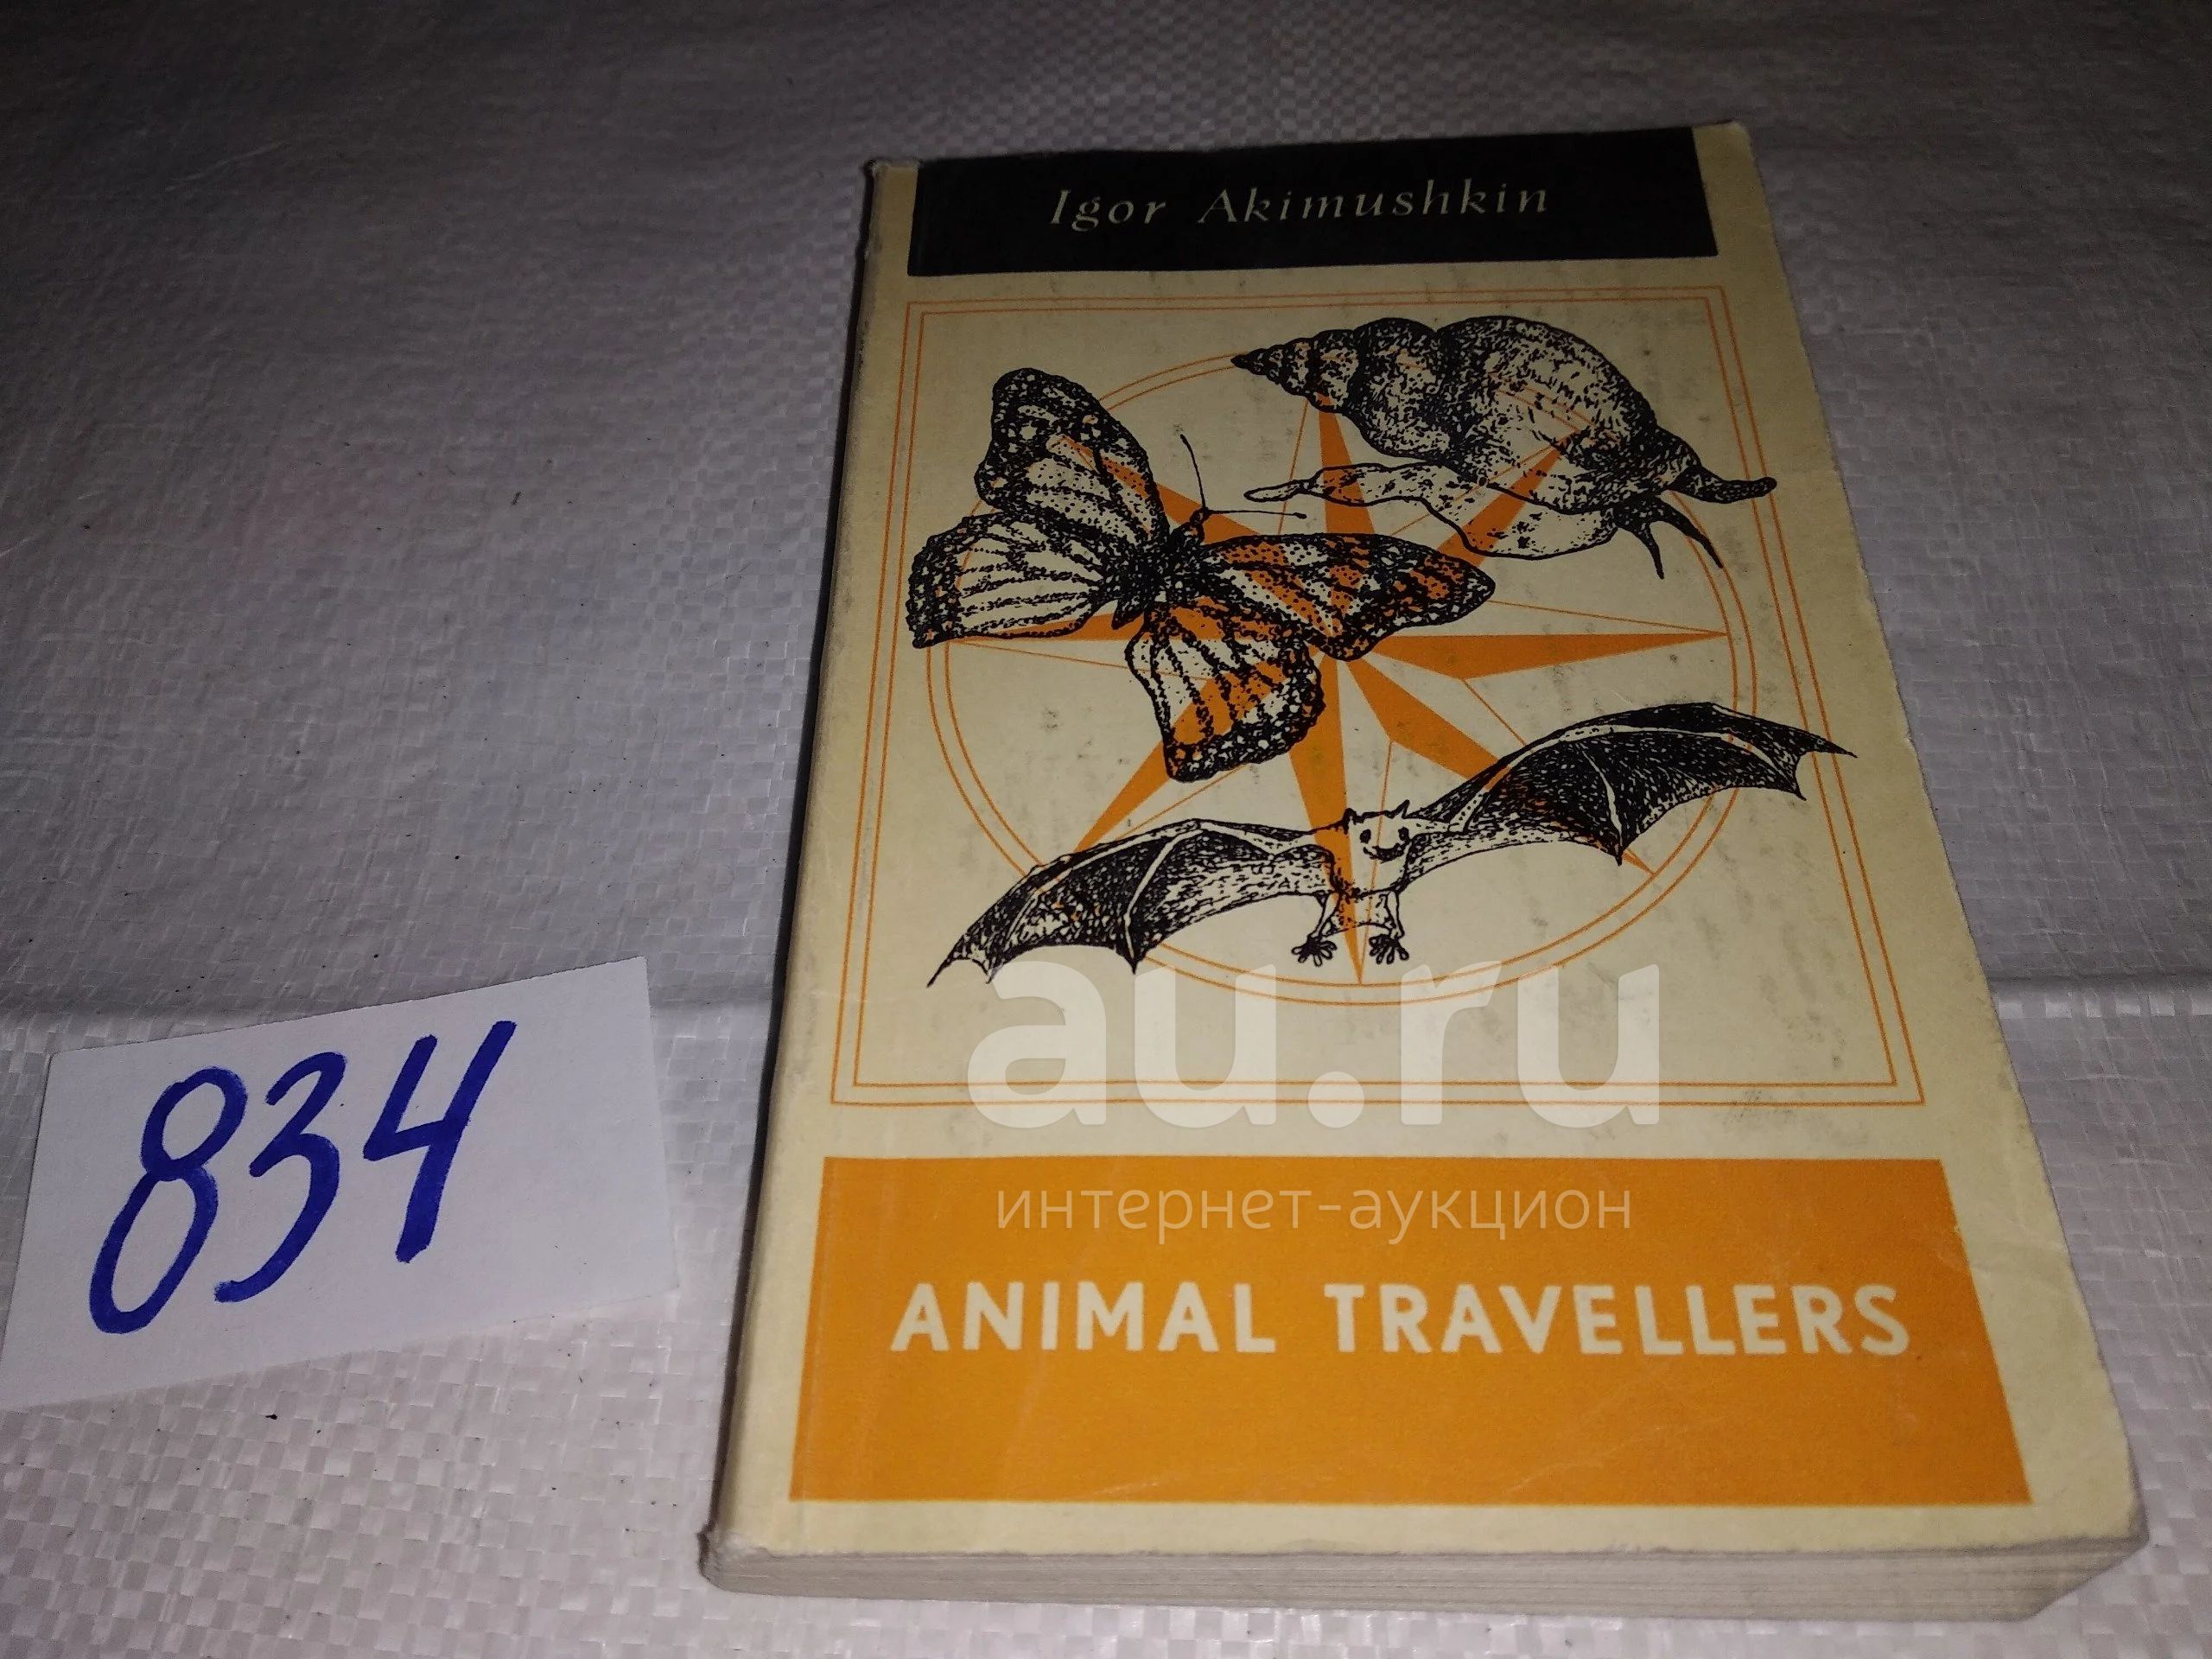 Igor Akimushkin
au.ru
интернет-аукцион
834
ANIMAL TRAVELLERS